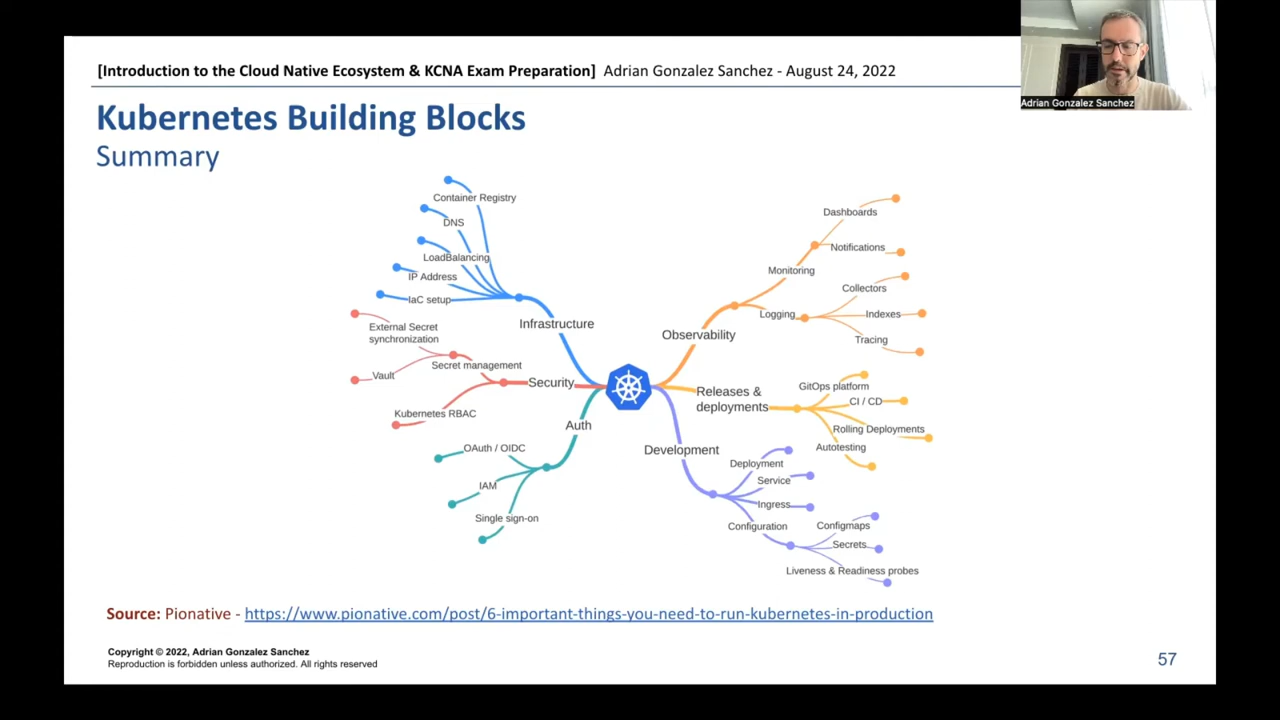 [Introduction to the Cloud Native Ecosystem & KCNA Exam Preparation] Adrian Gonzalez Sanchez - August 24, 2022
Adrian Gonzalez Sanchez
Kubernetes Building Blocks
Summary
Container Registry
DNS
LoadBalancing
IP Address
IaC setup
Infrastructure
External Secret
synchronization
Secret management
Vault
Security
Kubernetes RBAC
Auth
OAuth / OIDC
IAM
Single sign-on
Dashboards
Notifications
Monitoring
Collectors
Logging
Indexes
Tracing
Observability
Releases &
deployments
GitOps platform
CI / CD
Rolling Deployments
Autotesting
Development
Deployment
Service
Ingress
Configuration
Configmaps
Secrets
Liveness & Readiness probes
Source: Pionative - https://www.pionative.com/post/6-important-things-you-need-to-run-kubernetes-in-production
Copyright © 2022, Adrian Gonzalez Sanchez
Reproduction is forbidden unless authorized. All rights reserved
57